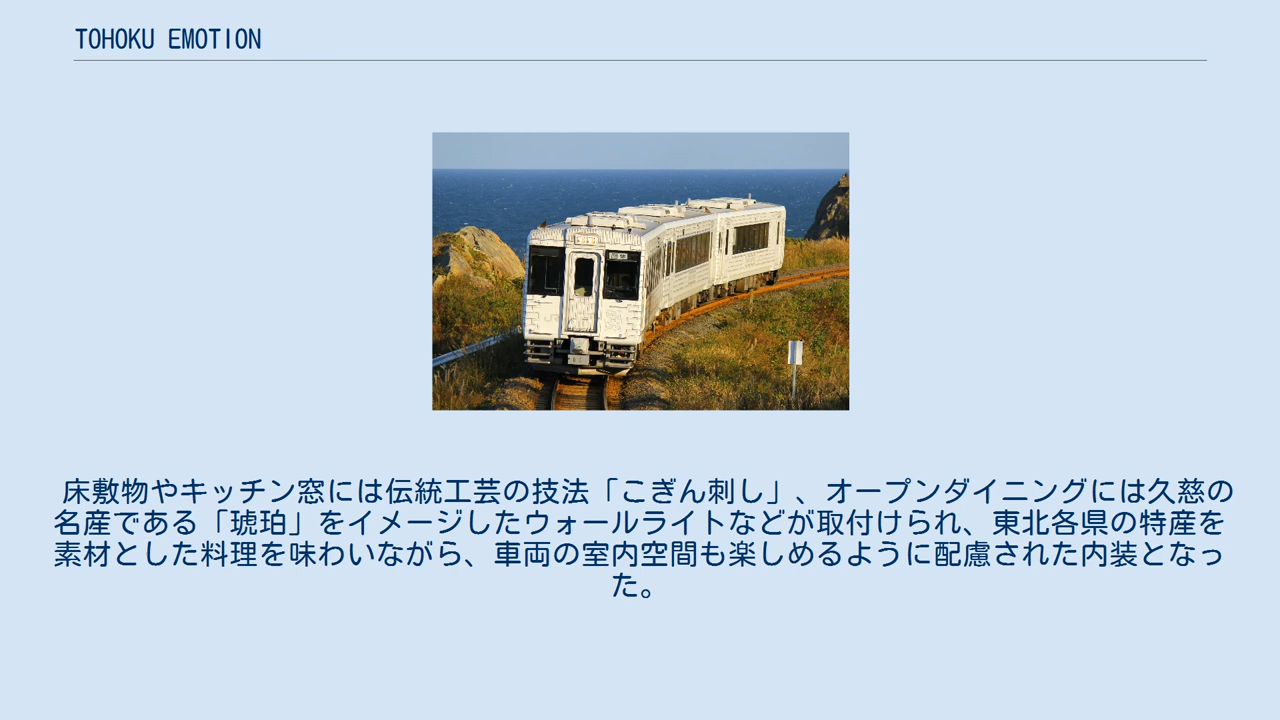 TOHOKU EMOTION
床敷物やキッチン窓には伝統工芸の技法「こぎん刺し」、オープンダイニングには久慈の
名産である「琥珀」をイメージしたウォールライトなどが取付けられ、東北各県の特産を
素材とした料理を味わいながら、車両の室内空間も楽しめるように配慮された内装となっ
た。